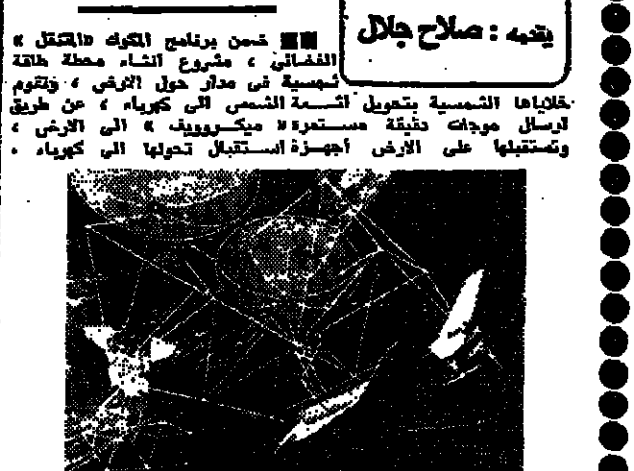 يقدمه : صلاح جلال
ضمن برنامج المكوك «المتنقل»
الفضائى ، مشروع انشاء محطة طاقة
شمسية فى مدار حول الارض ، وتقوم
خلاياها الشمسية بتحويل اشعة الشمس الى كهرباء ، عن طريق
ارسال موجات دقيقة مستمرة « ميكروويف » الى الارض ،
وتستقبلها على الارض أجهزة استقبال تحولها الى كهرباء .